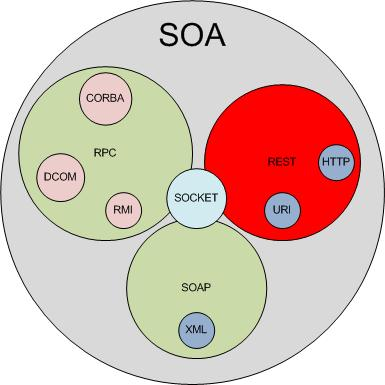 SOA
CORBA
RPC
DCOM
RMI
REST
HTTP
URI
SOCKET
SOAP
XML